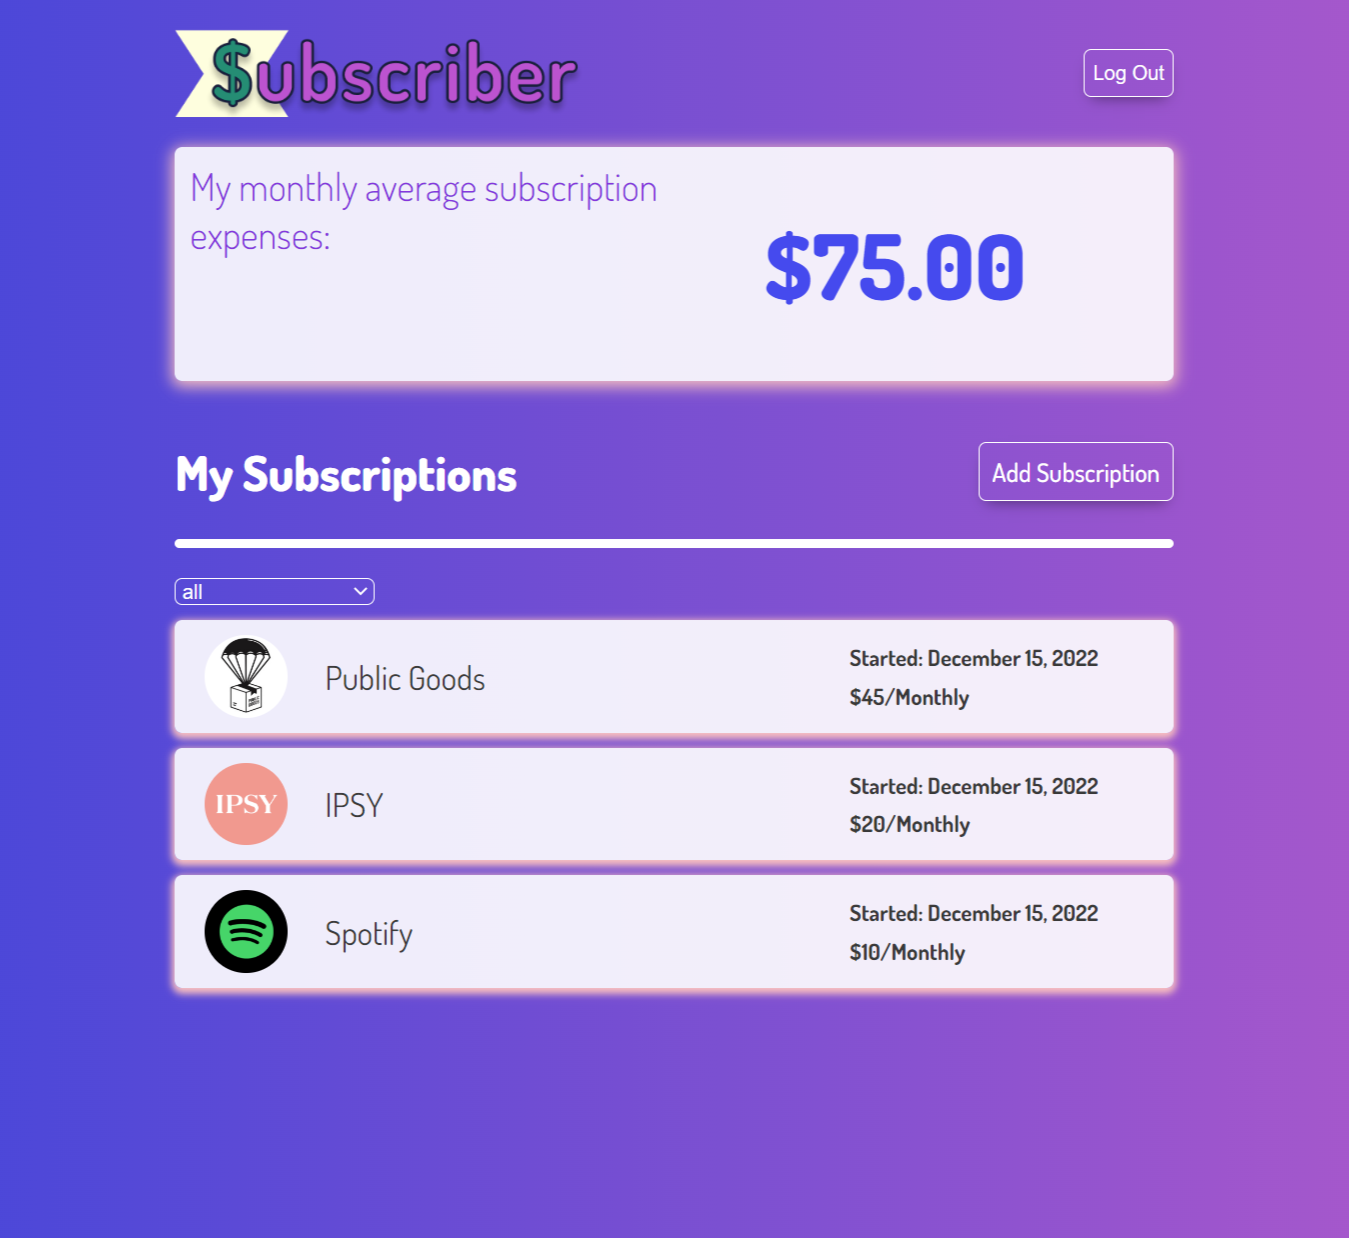 $ubscriber
Log Out
My monthly average subscription
expenses:
$75.00
My Subscriptions
Add Subscription
all
Public Goods
Started: December 15, 2022
$45/Monthly
IPSY
IPSY
Started: December 15, 2022
$20/Monthly
Spotify
Started: December 15, 2022
$10/Monthly